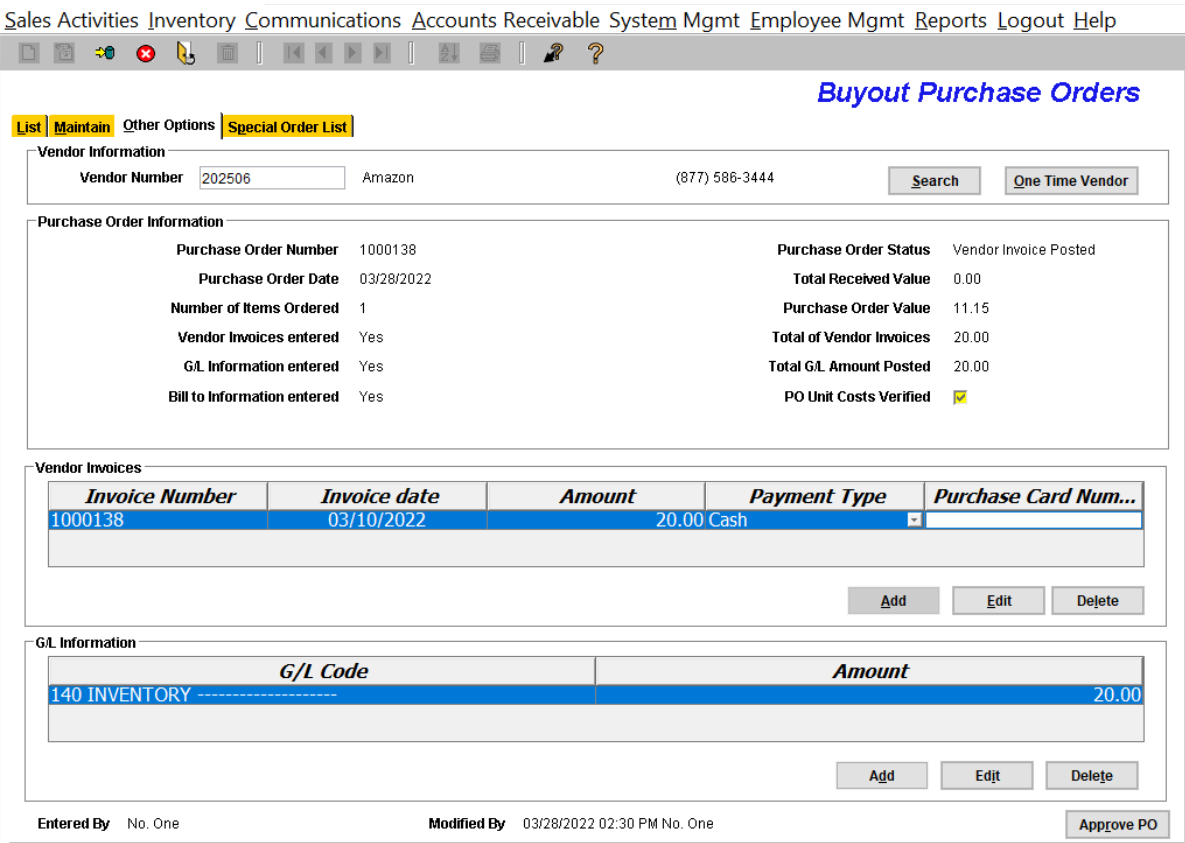 Sales Activities Inventory Communications Accounts Receivable System Mgmt Employee Mgmt Reports Logout Help
Buyout Purchase Orders
List Maintain Other Options Special Order List
Vendor Information
Vendor Number 202506 Amazon (877) 586-3444 Search One Time Vendor
Purchase Order Information
Purchase Order Number 1000138 Purchase Order Status Vendor Invoice Posted
Purchase Order Date 03/28/2022 Total Received Value 0.00
Number of Items Ordered 1 Purchase Order Value 11.15
Vendor Invoices entered Yes Total of Vendor Invoices 20.00
G/L Information entered Yes Total G/L Amount Posted 20.00
Bill to Information entered Yes PO Unit Costs Verified
Vendor Invoices
Invoice Number Invoice date Amount Payment Type Purchase Card Num...
1000138 03/10/2022 20.00 Cash
Add Edit Delete
G/L Information
G/L Code Amount
140 INVENTORY -------------------- 20.00
Add Edit Delete
Entered By No. One Modified By 03/28/2022 02:30 PM No. One Approve PO